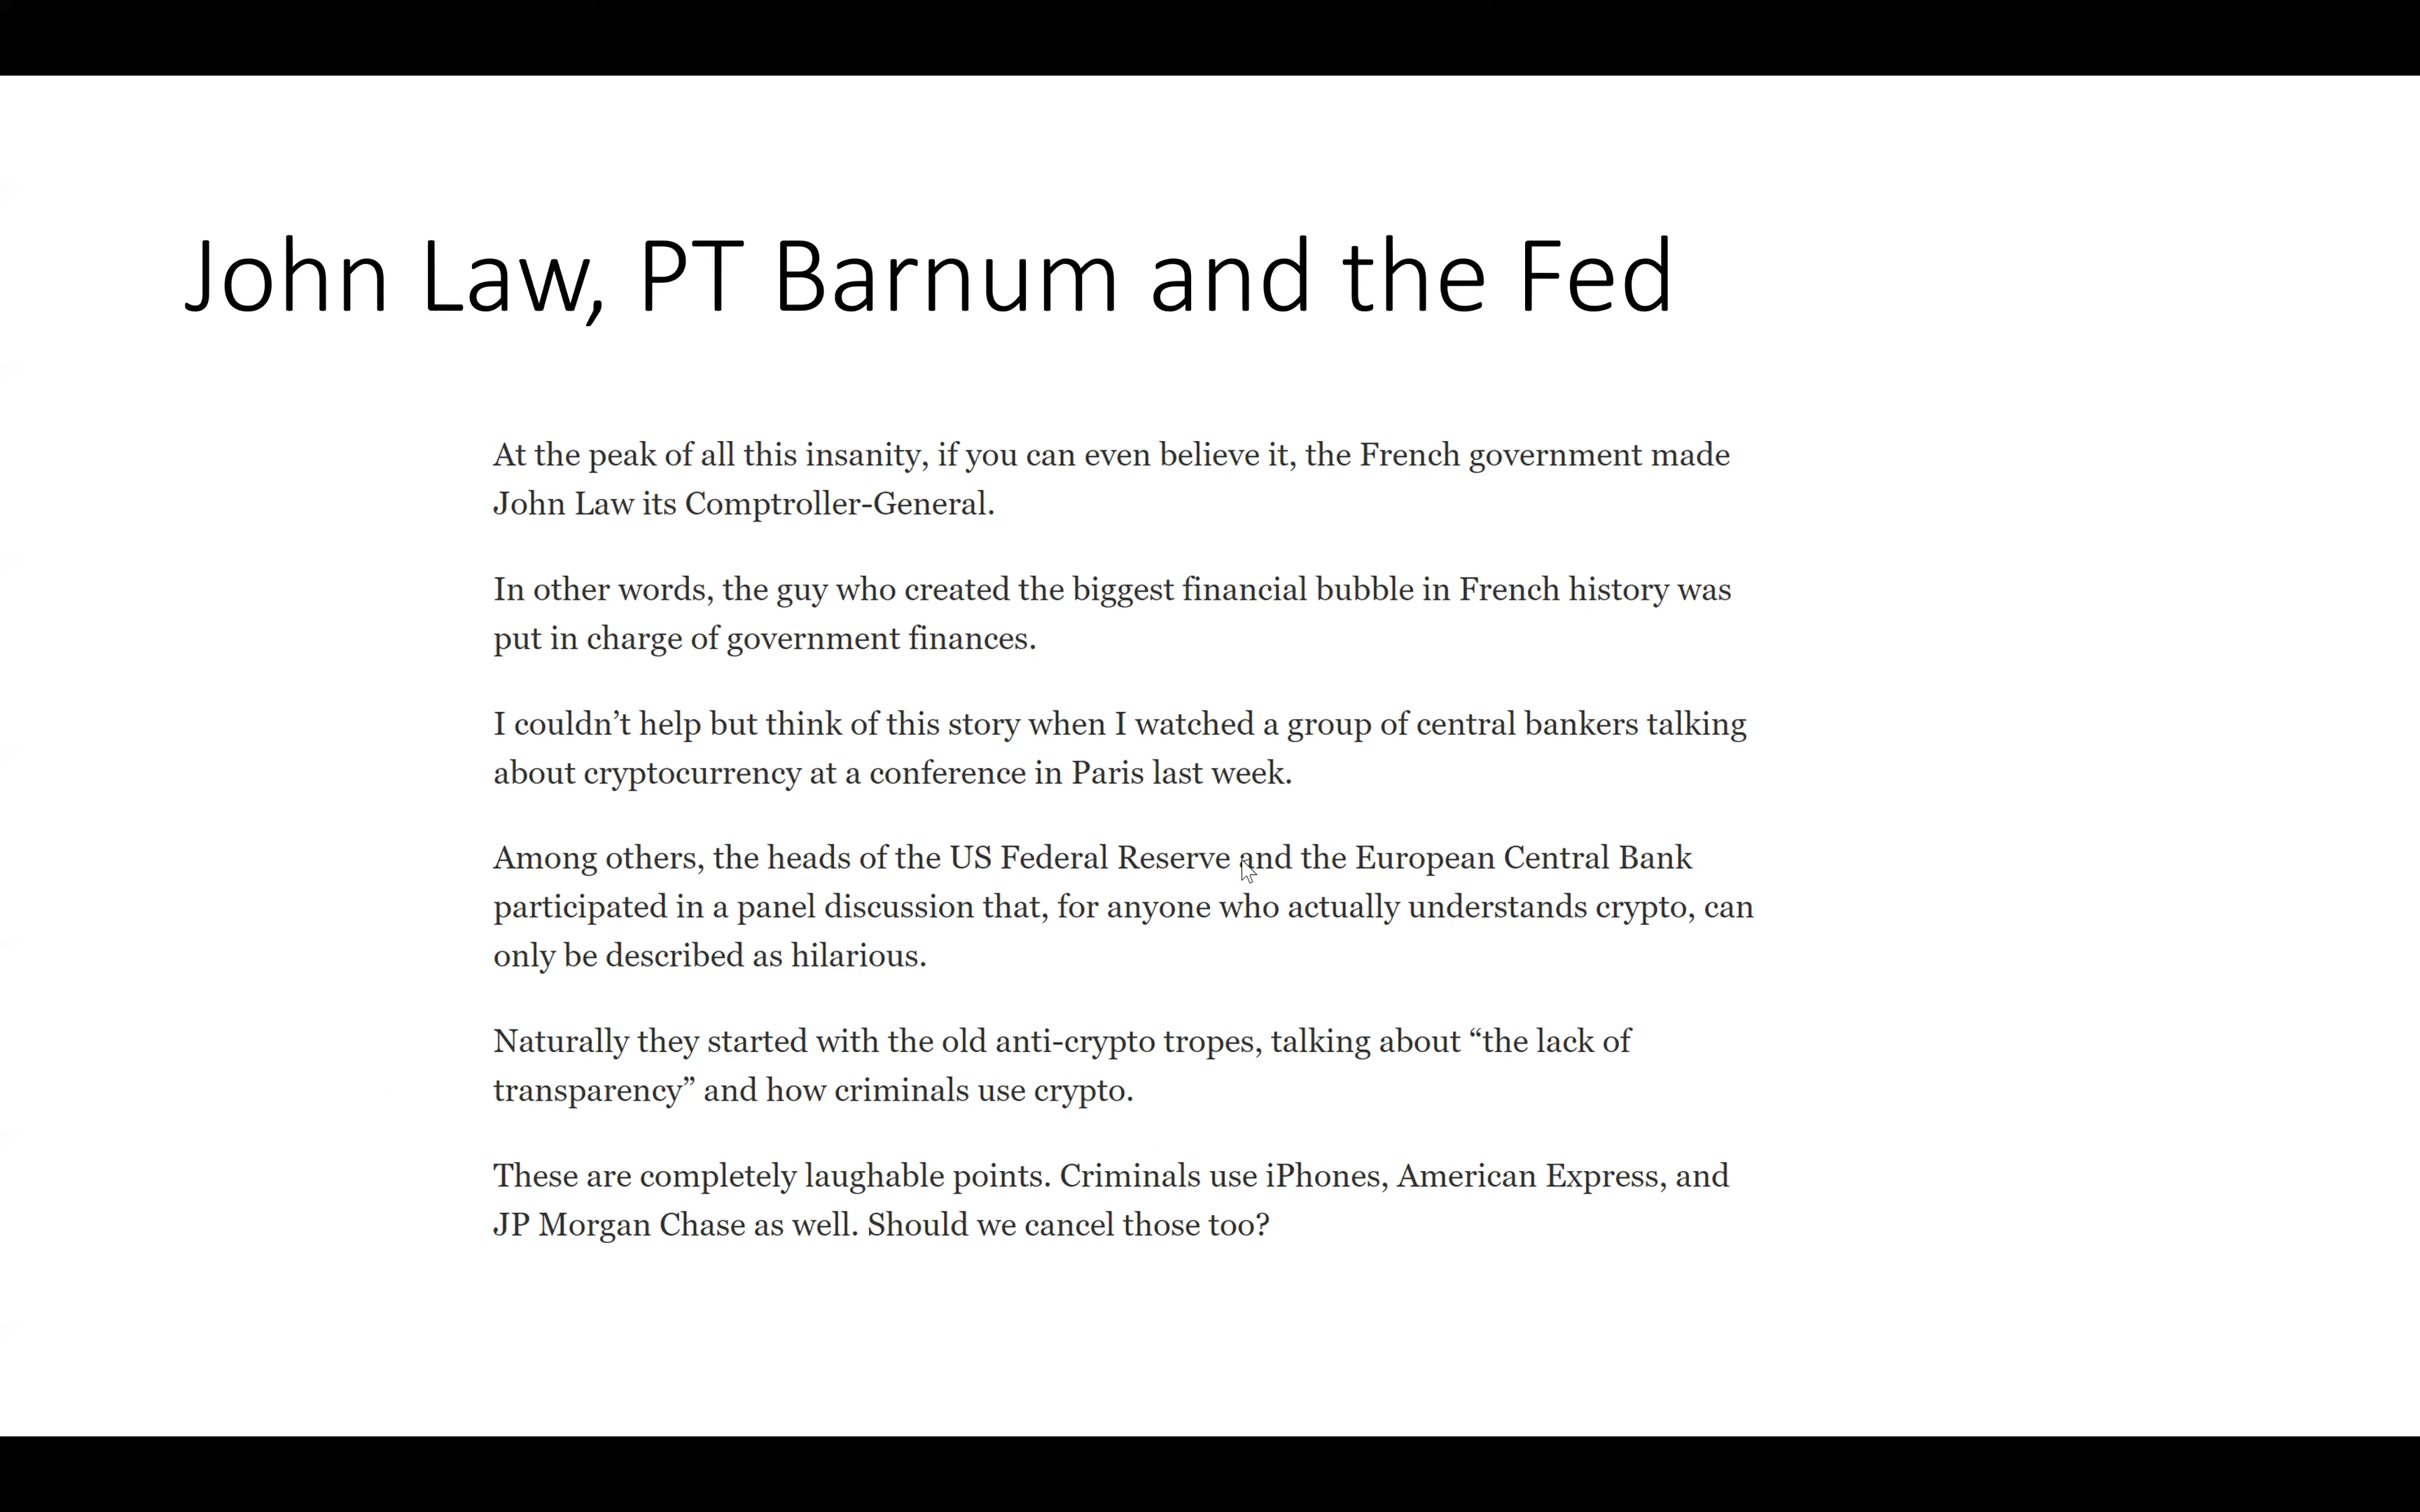 John Law, PT Barnum and the Fed
At the peak of all this insanity, if you can even believe it, the French government made
John Law its Comptroller-General.
In other words, the guy who created the biggest financial bubble in French history was
put in charge of government finances.
I couldn’t help but think of this story when I watched a group of central bankers talking
about cryptocurrency at a conference in Paris last week.
Among others, the heads of the US Federal Reserve and the European Central Bank
participated in a panel discussion that, for anyone who actually understands crypto, can
only be described as hilarious.
Naturally they started with the old anti-crypto tropes, talking about “the lack of
transparency” and how criminals use crypto.
These are completely laughable points. Criminals use iPhones, American Express, and
JP Morgan Chase as well. Should we cancel those too?